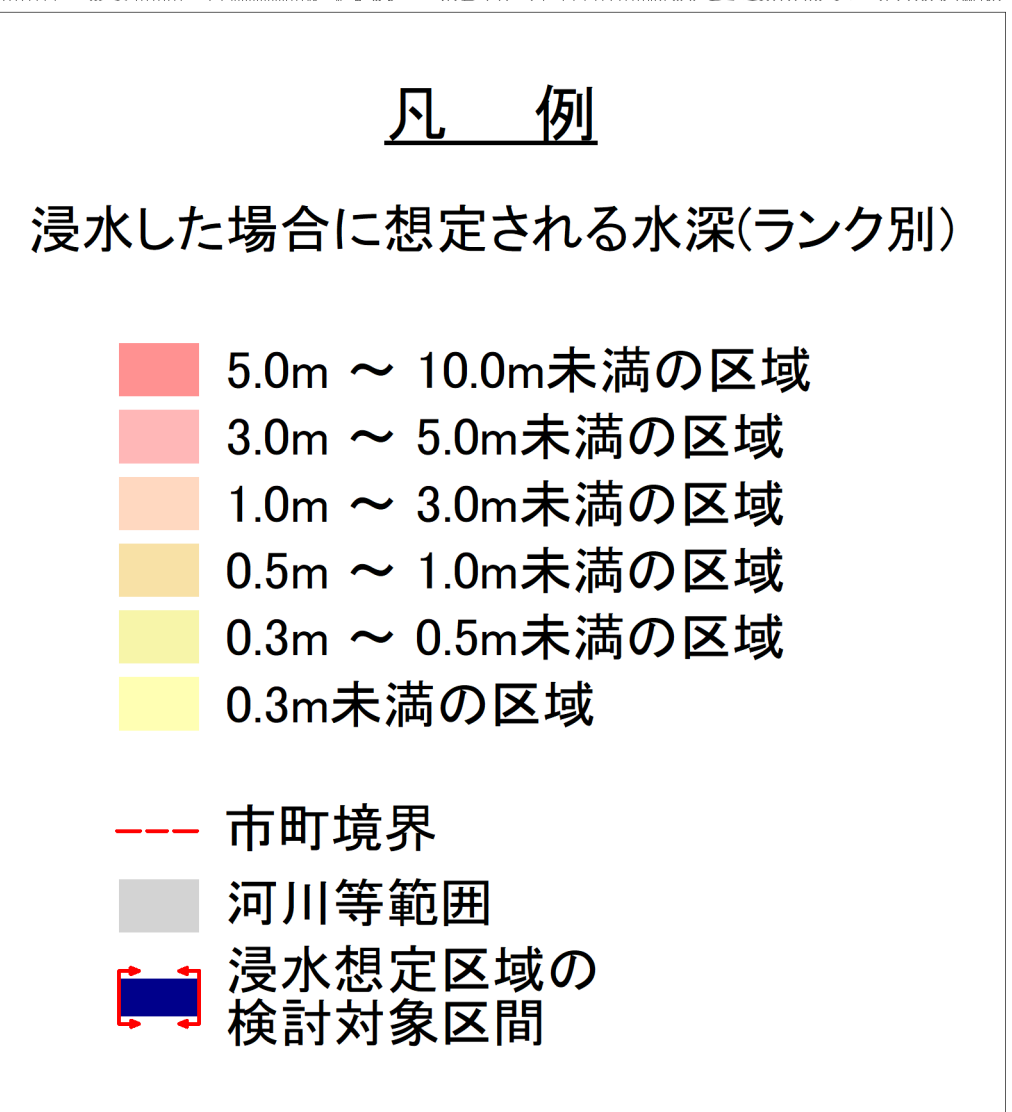 凡 例
浸水した場合に想定される水深(ランク別)
5.0m ～ 10.0m未満の区域
3.0m ～ 5.0m未満の区域
1.0m ～ 3.0m未満の区域
0.5m ～ 1.0m未満の区域
0.3m ～ 0.5m未満の区域
0.3m未満の区域
市町境界
河川等範囲
浸水想定区域の
検討対象区間